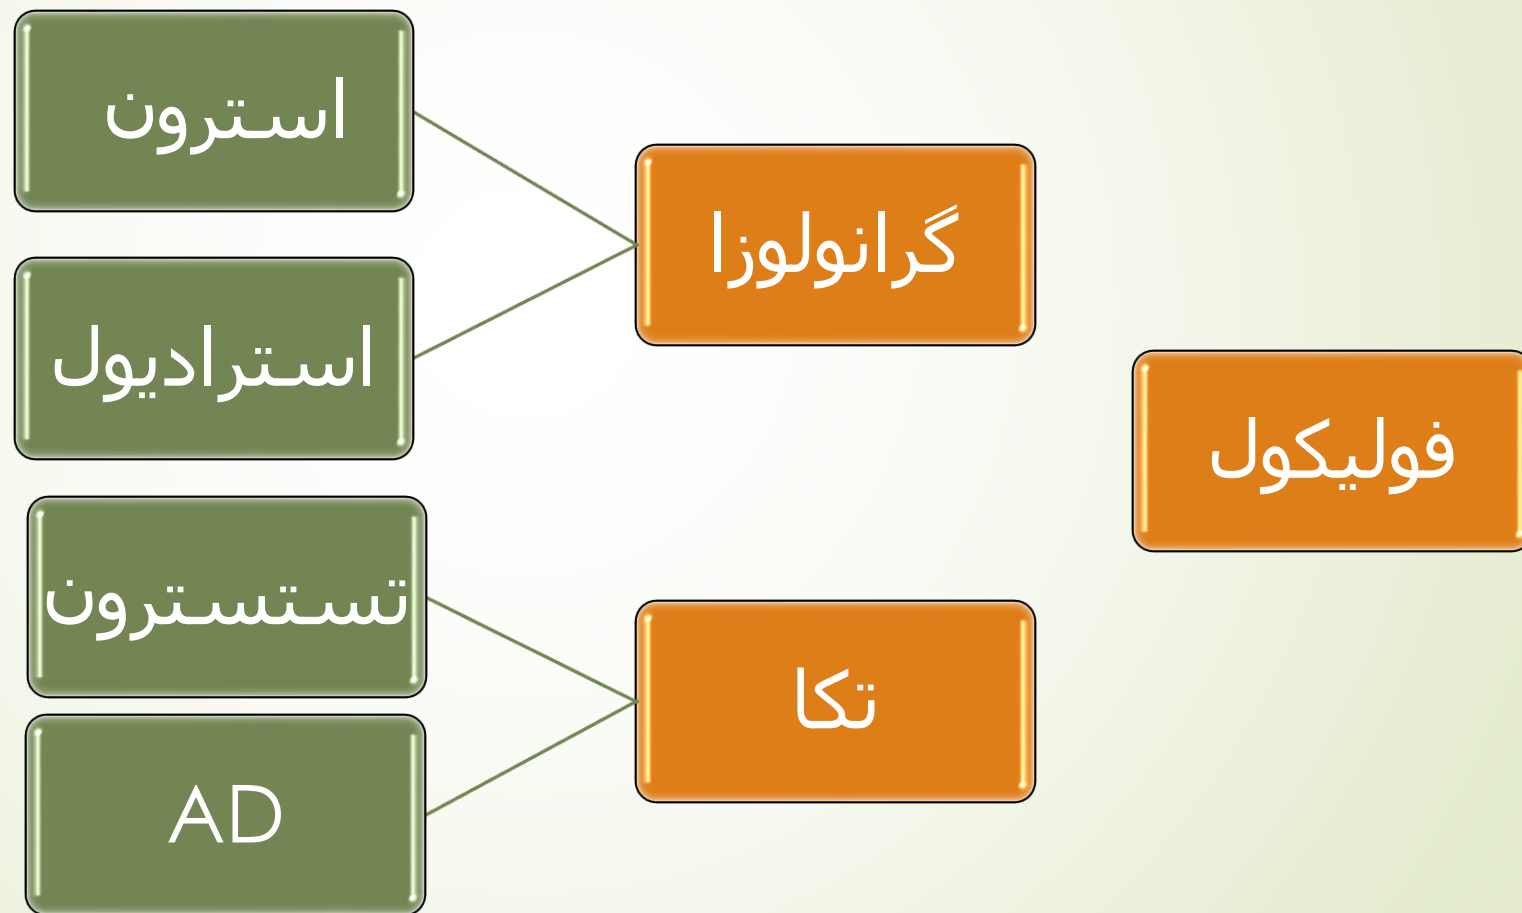 فولیکول
گرانولوزا
استرون
استرادیول
تکا
تستسترون
AD